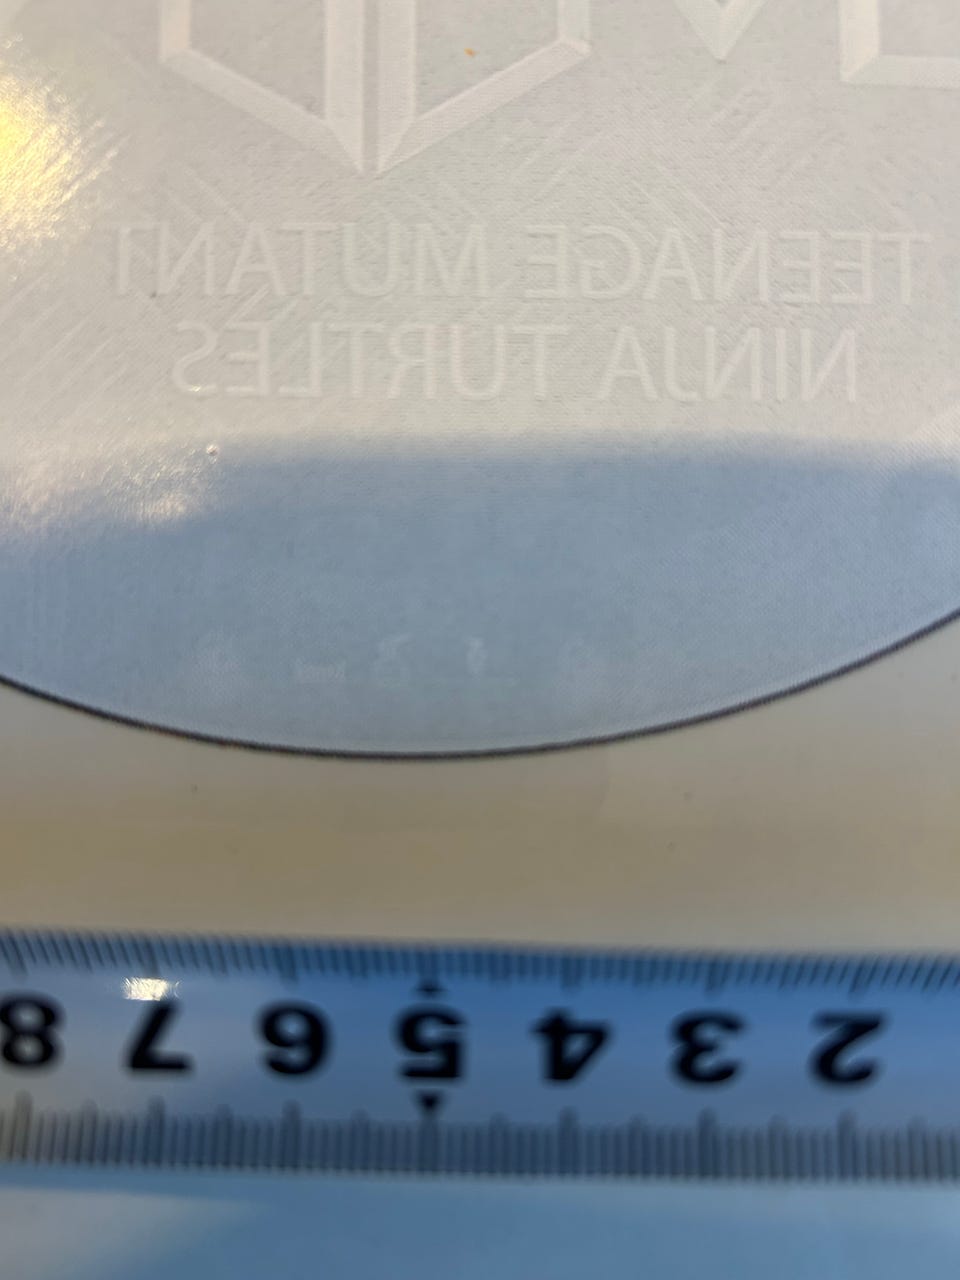 TEENAGE MUTANT
NINJA TURTLES
2 3 4 5 6 7 8